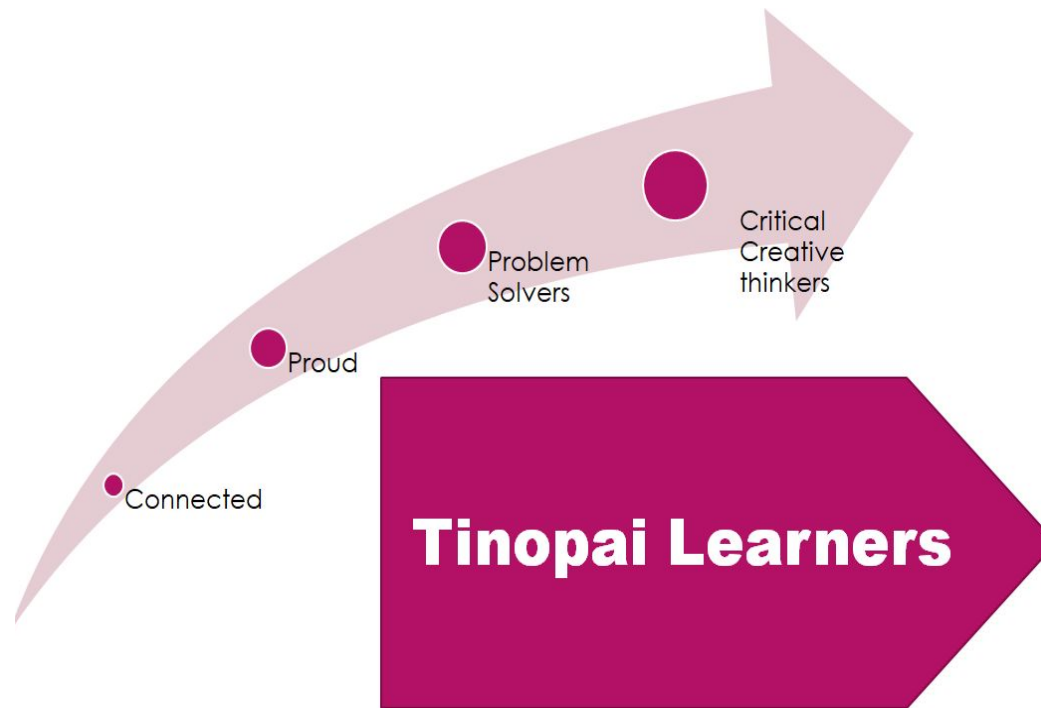 Critical
Creative
thinkers
Problem
Solvers
Proud
Connected
Tinopai Learners